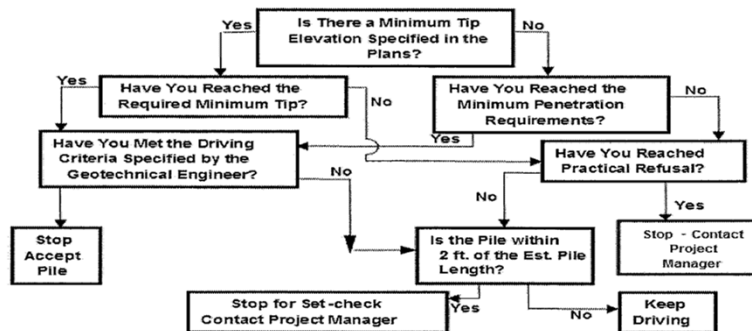 Is There a Minimum Tip
Elevation Specified in the
Plans?
Yes
No
Have You Reached the
Required Minimum Tip?
Yes
No
Have You Reached the
Minimum Penetration
Requirements?
Yes
No
Have You Met the Driving
Criteria Specified by the
Geotechnical Engineer?
No
Have You Reached
Practical Refusal?
No
Yes
Stop
Accept
Pile
Is the Pile within
2 ft. of the Est. Pile
Length?
Stop - Contact
Project
Manager
Stop for Set-check
Contact Project Manager
Yes
No
Keep
Driving